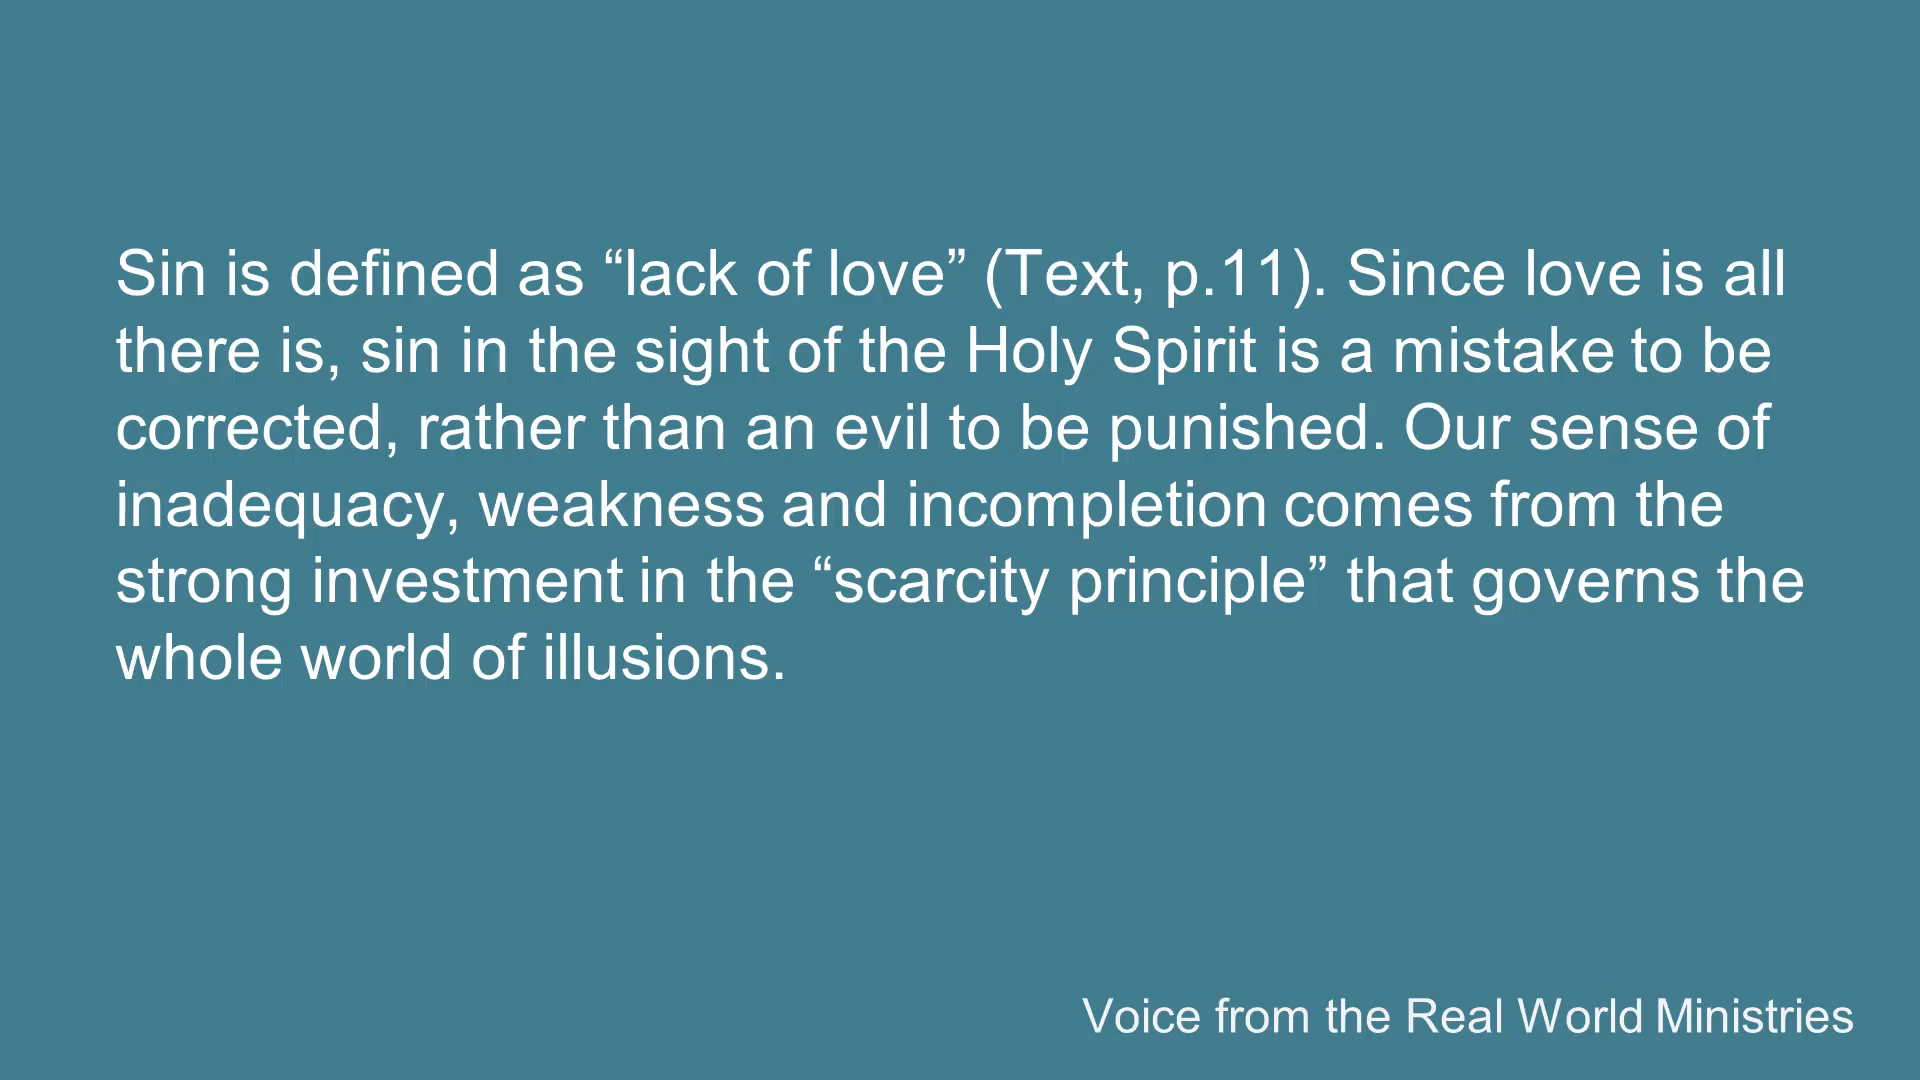 Sin is defined as “lack of love” (Text, p.11). Since love is all
there is, sin in the sight of the Holy Spirit is a mistake to be
corrected, rather than an evil to be punished. Our sense of
inadequacy, weakness and incompletion comes from the
strong investment in the “scarcity principle” that governs the
whole world of illusions.
Voice from the Real World Ministries